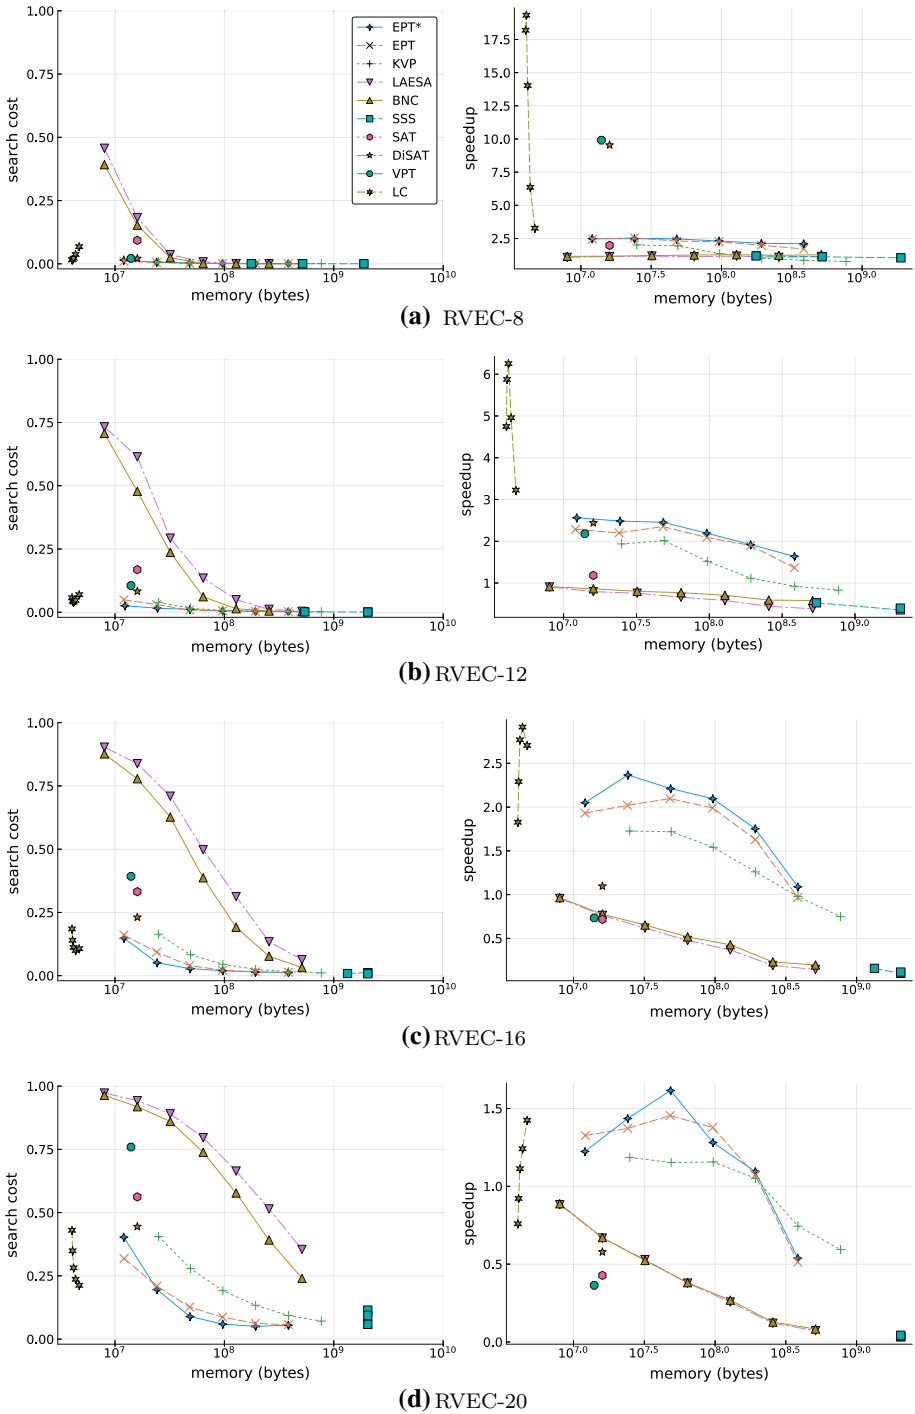 1.00
0.75
0.50
0.25
0.00
search cost
10^7
10^8
10^9
10^10
memory (bytes)
EPT*
EPT
KVP
LAESA
BNC
SSS
SAT
DiSAT
VPT
LC
17.5
15.0
12.5
10.0
7.5
5.0
2.5
speedup
10^7.0
10^7.5
10^8.0
10^8.5
10^9.0
memory (bytes)
(a) RVEC-8
1.00
0.75
0.50
0.25
0.00
search cost
10^7
10^8
10^9
10^10
memory (bytes)
6
5
4
3
2
1
speedup
10^7.0
10^7.5
10^8.0
10^8.5
10^9.0
memory (bytes)
(b) RVEC-12
1.00
0.75
0.50
0.25
0.00
search cost
10^7
10^8
10^9
10^10
memory (bytes)
2.5
2.0
1.5
1.0
0.5
speedup
10^7.0
10^7.5
10^8.0
10^8.5
10^9.0
memory (bytes)
(c) RVEC-16
1.00
0.75
0.50
0.25
0.00
search cost
10^7
10^8
10^9
10^10
memory (bytes)
1.5
1.0
0.5
0.0
speedup
10^7.0
10^7.5
10^8.0
10^8.5
10^9.0
memory (bytes)
(d) RVEC-20